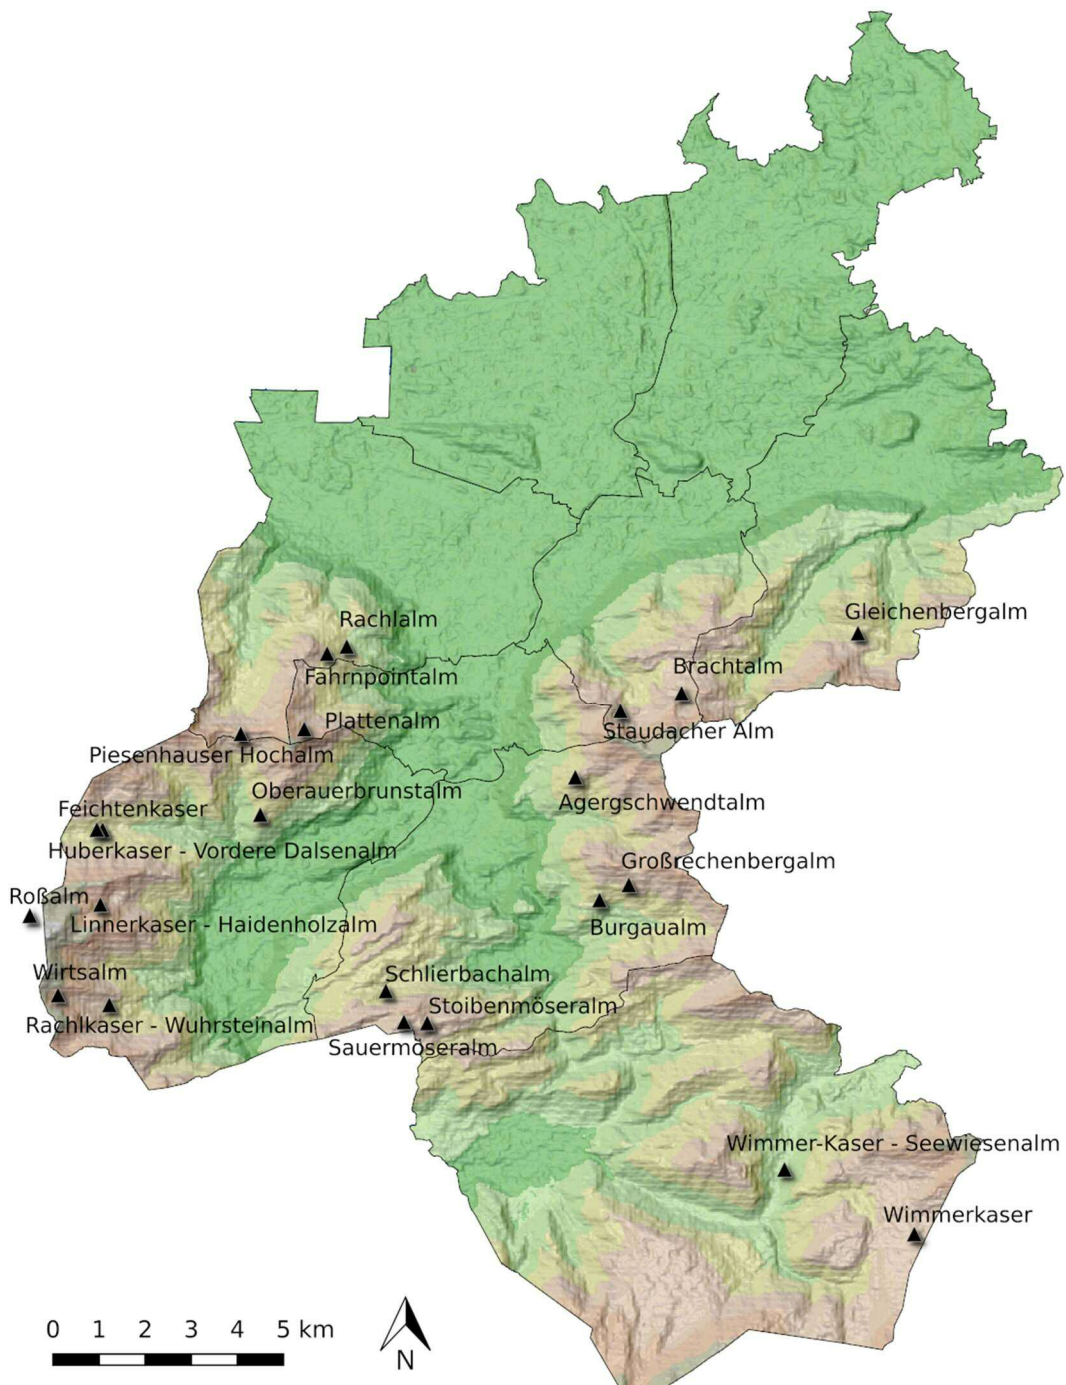 Gleichenbergalm
Rachlalm
Brachtalm
Fahrnpointalm
Plattenalm
Staudacher Alm
Piesenhauser Hochalm
Oberauerbrunstalm
Agergschwendtalm
Feichtenkaser
Huberkaser - Vordere Dalsenalm
Großrechenbergalm
Roßalm
Linnerkaser - Haidenholzalm
Burgaualm
Wirtsalm
Schlierbachalm
Stoibenmöseralm
Rachlkaser - Wuhrsteinalm
Sauermöseralm
Wimmer-Kaser - Seewiesenalm
Wimmerkaser
0 1 2 3 4 5 km
N